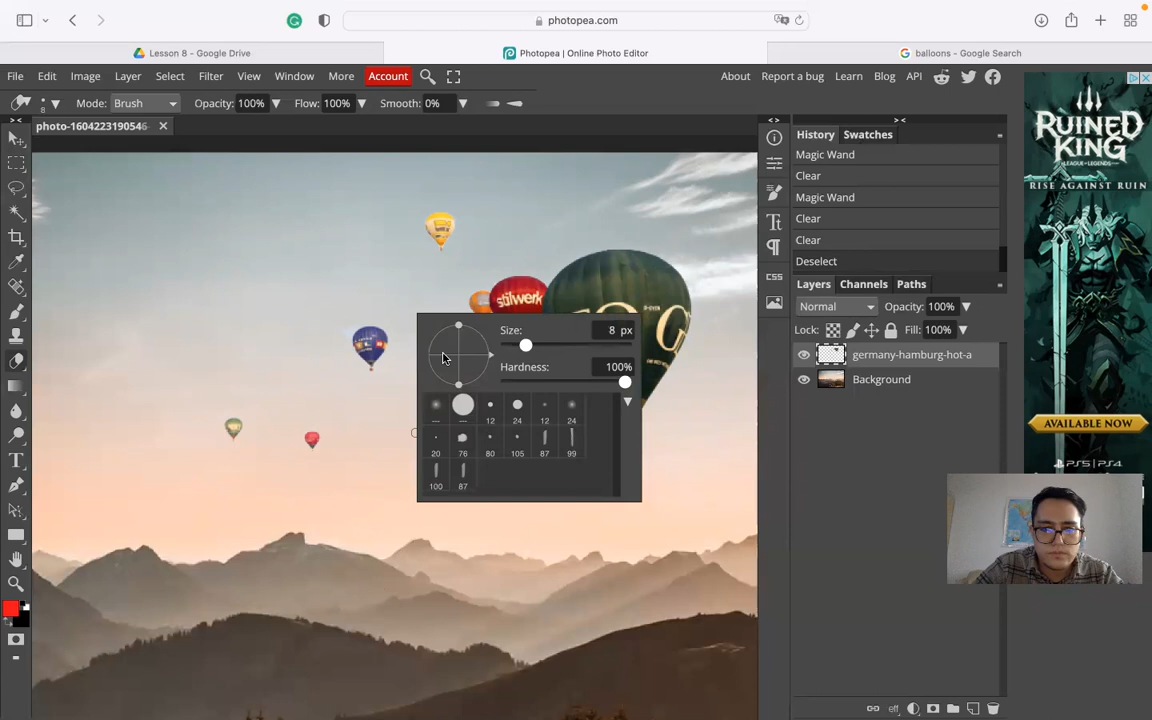 photopea.com
Lesson 8 – Google Drive
Photopea | Online Photo Editor
balloons - Google Search
File Edit Image Layer Select Filter View Window More Account
About Report a bug Learn Blog API
8 Mode: Brush Opacity: 100% Flow: 100% Smooth: 0%
> <
< >
> <
photo-1604223190546
History Swatches
Magic Wand
Clear
Magic Wand
Clear
Clear
Deselect
Layers Channels Paths
Normal Opacity: 100%
Lock: Fill: 100%
germany-hamburg-hot-a
Background
CSS
Size: 8 px
Hardness: 100%
--- --- 12 24 12 24
20 76 80 105 87 99
100 87
stilwerk
RUINED
KING
LEAGUE of LEGENDS
RISE AGAINST RUIN
AVAILABLE NOW
PS5 PS4